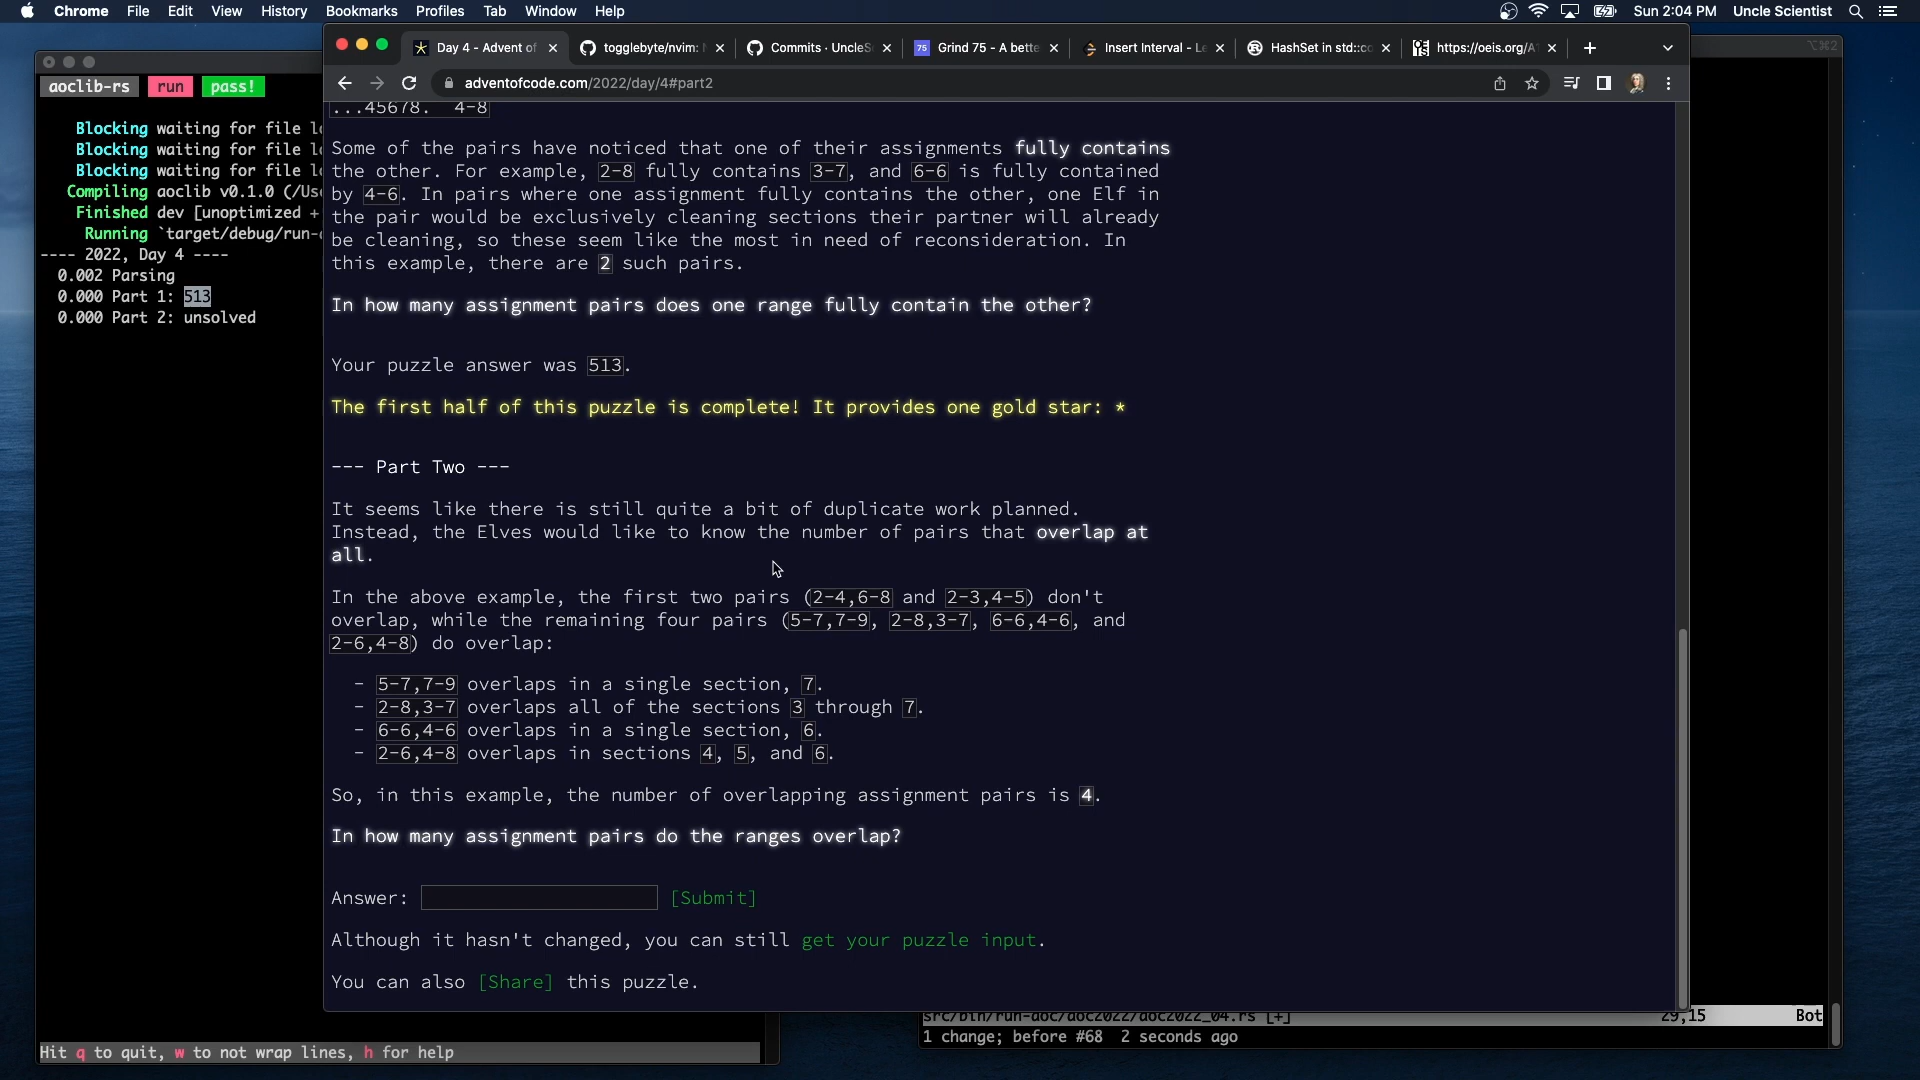 Chrome File Edit View History Bookmarks Profiles Tab Window Help Sun 2:04 PM Uncle Scientist
Day 4 - Advent of togglebyte/nvim: Commits · UncleSc Grind 75 - A bette Insert Interval - Le HashSet in std::co https://oeis.org/A
adventofcode.com/2022/day/4#part2
⌥⌘2
aoclib-rs run pass!
Blocking waiting for file lo
Blocking waiting for file lo
Blocking waiting for file lo
Compiling aoclib v0.1.0 (/Use
Finished dev [unoptimized +
Running `target/debug/run-
---- 2022, Day 4 ----
0.002 Parsing
0.000 Part 1: 513
0.000 Part 2: unsolved
Hit q to quit, w to not wrap lines, h for help
...45678. 4-8
Some of the pairs have noticed that one of their assignments fully contains
the other. For example, 2-8 fully contains 3-7, and 6-6 is fully contained
by 4-6. In pairs where one assignment fully contains the other, one Elf in
the pair would be exclusively cleaning sections their partner will already
be cleaning, so these seem like the most in need of reconsideration. In
this example, there are 2 such pairs.
In how many assignment pairs does one range fully contain the other?
Your puzzle answer was 513.
The first half of this puzzle is complete! It provides one gold star: *
--- Part Two ---
It seems like there is still quite a bit of duplicate work planned.
Instead, the Elves would like to know the number of pairs that overlap at
all.
In the above example, the first two pairs (2-4,6-8 and 2-3,4-5) don't
overlap, while the remaining four pairs (5-7,7-9, 2-8,3-7, 6-6,4-6, and
2-6,4-8) do overlap:
- 5-7,7-9 overlaps in a single section, 7.
- 2-8,3-7 overlaps all of the sections 3 through 7.
- 6-6,4-6 overlaps in a single section, 6.
- 2-6,4-8 overlaps in sections 4, 5, and 6.
So, in this example, the number of overlapping assignment pairs is 4.
In how many assignment pairs do the ranges overlap?
Answer: [Submit]
Although it hasn't changed, you can still get your puzzle input.
You can also [Share] this puzzle.
src/bin/run-aoc/aoc2022/aoc2022_04.rs [+] 29,15 Bot
1 change; before #68 2 seconds ago